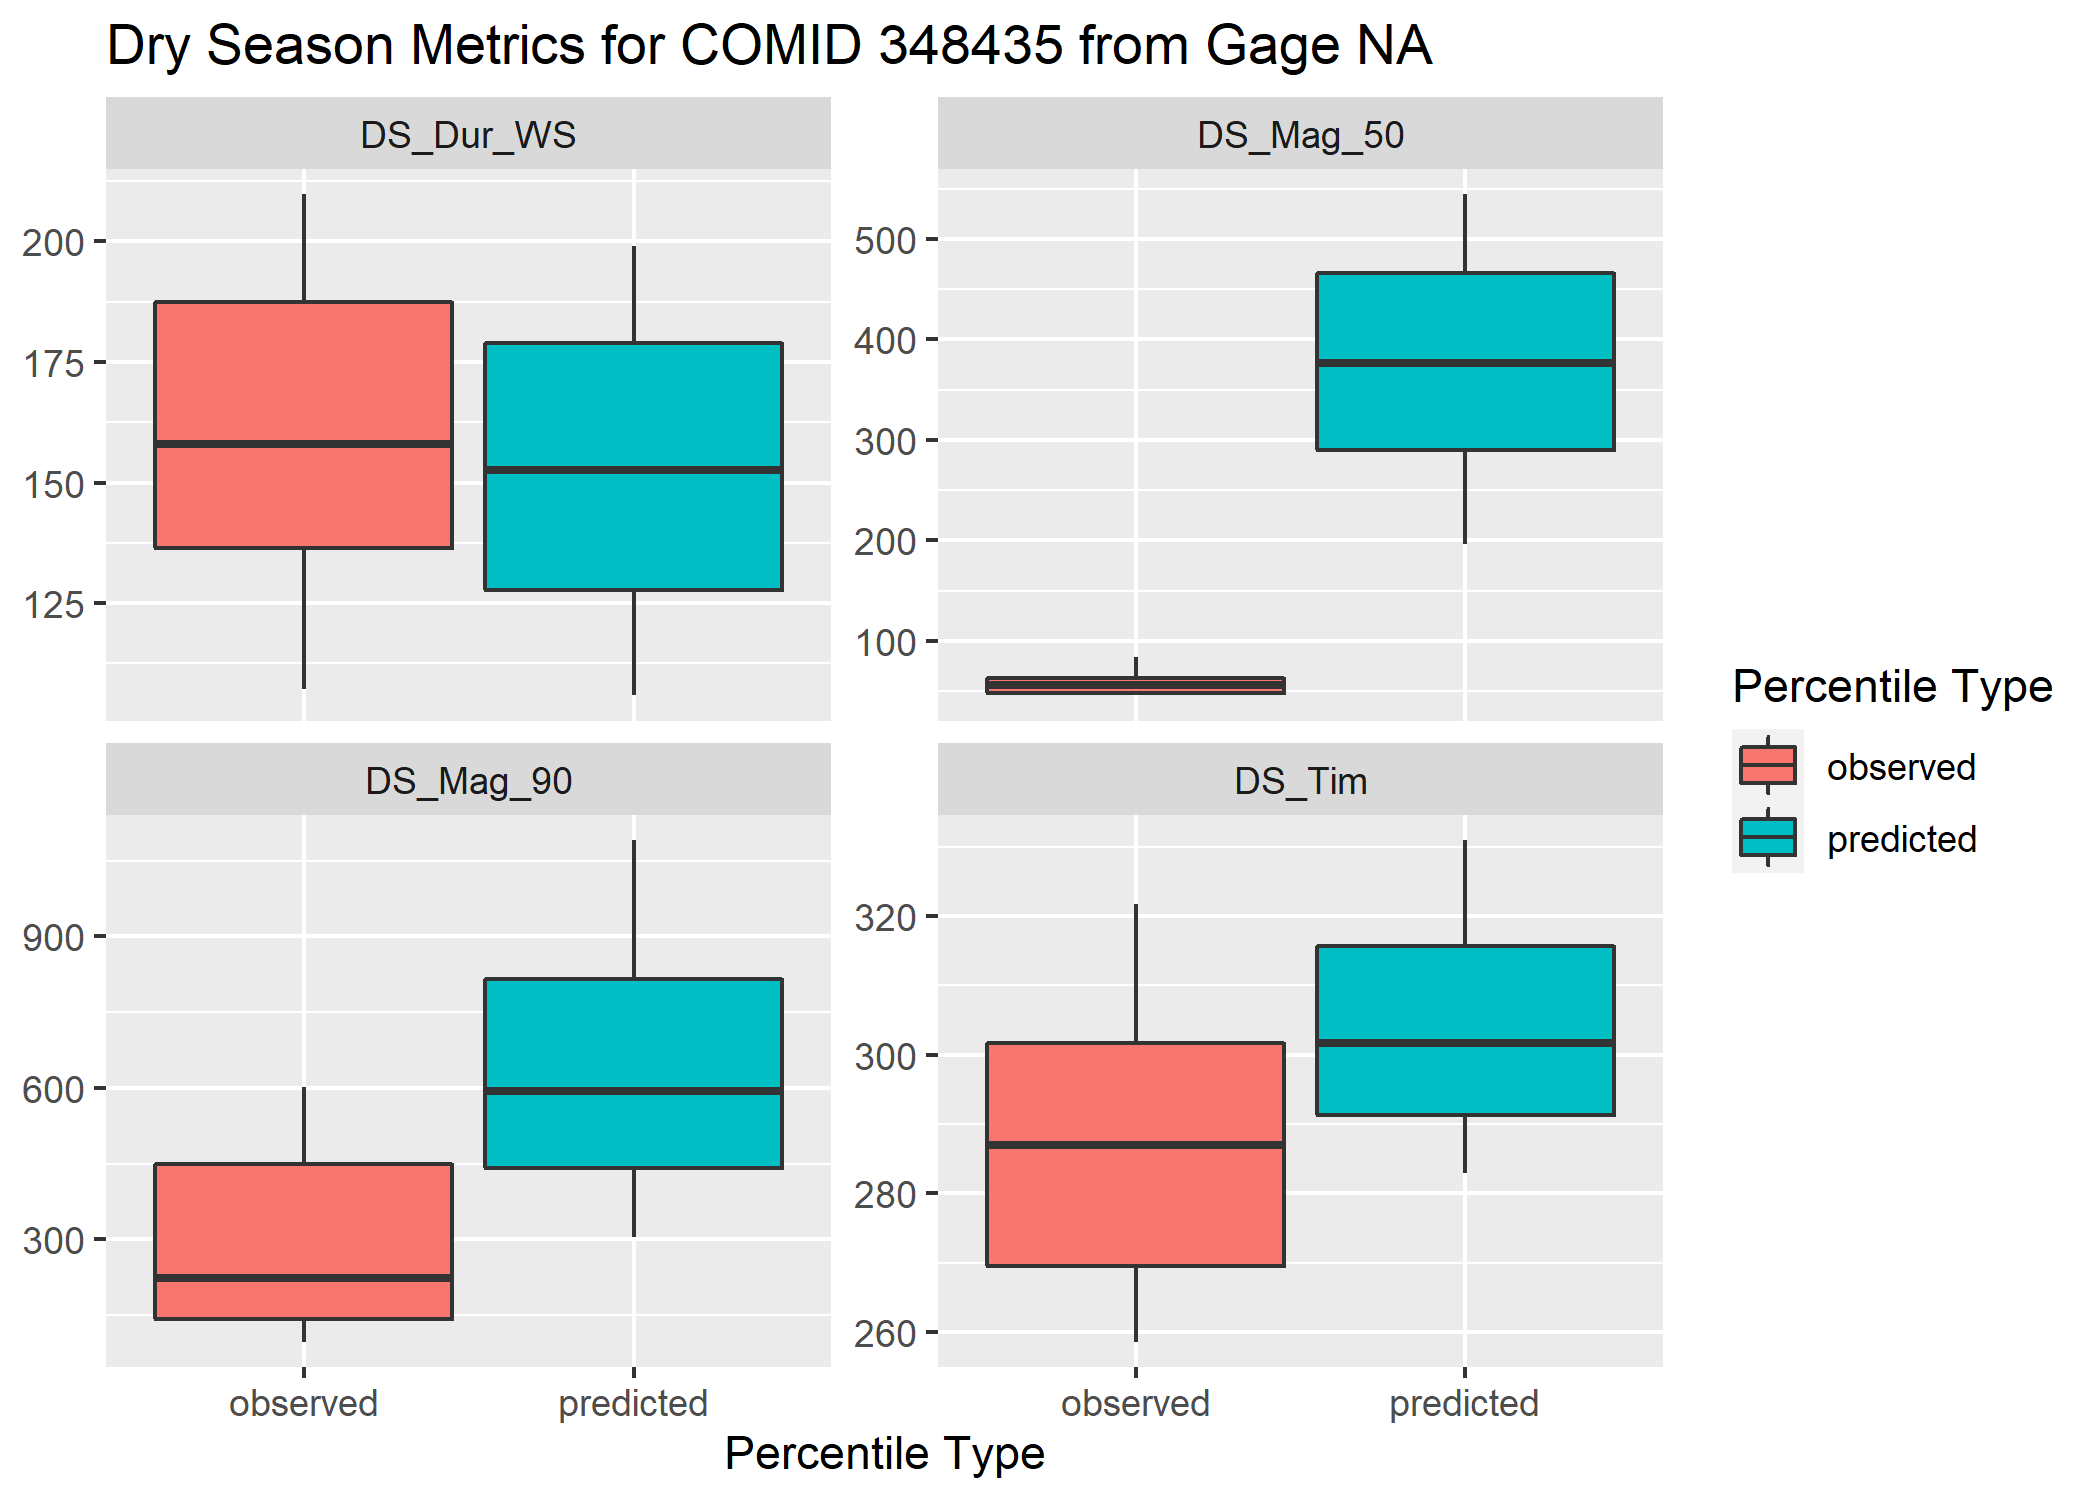 Dry Season Metrics for COMID 348435 from Gage NA
DS_Dur_WS
200
175
150
125
DS_Mag_50
500
400
300
200
100
DS_Mag_90
900
600
300
observed predicted
DS_Tim
320
300
280
260
observed predicted
Percentile Type
Percentile Type
observed
predicted